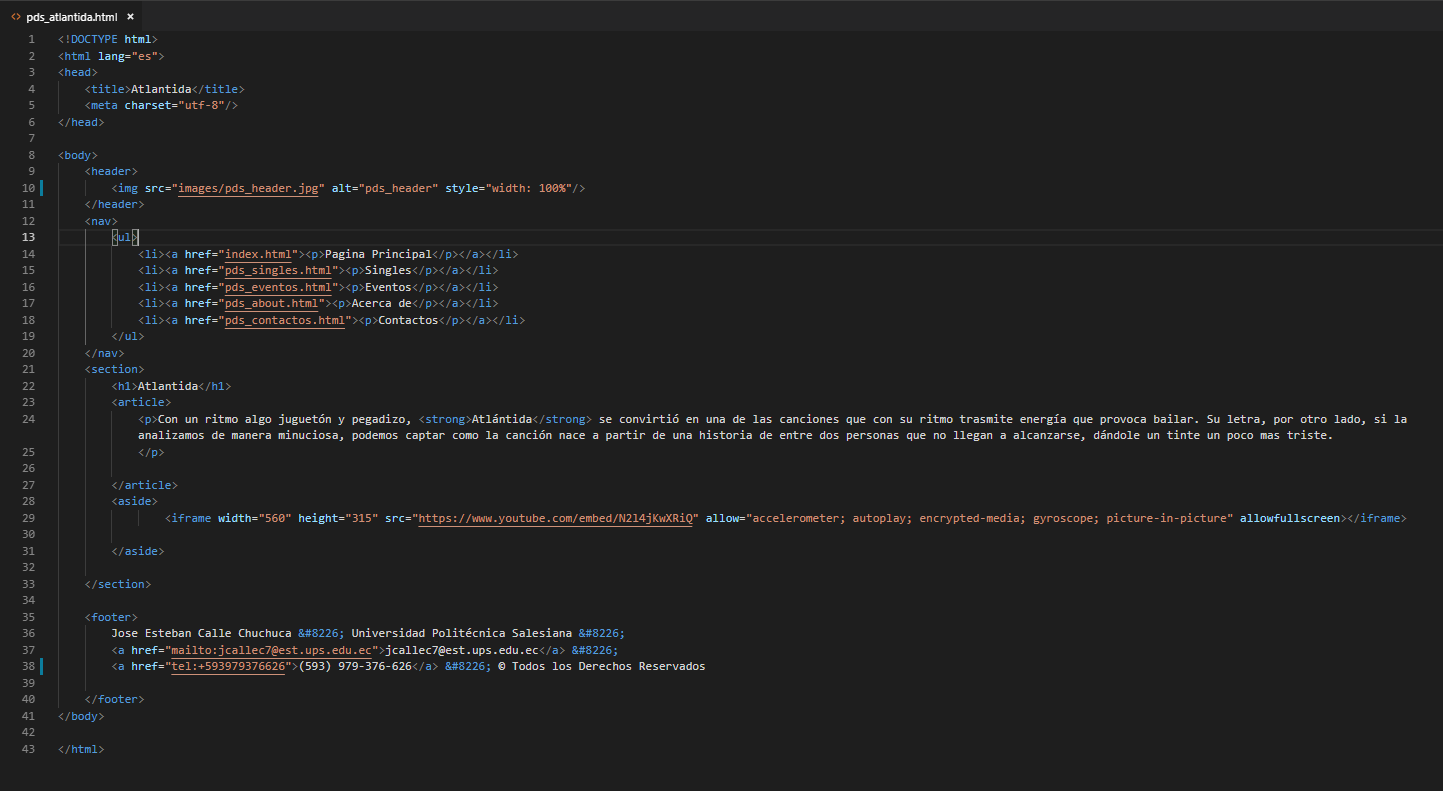 pds_atlantida.html ×
1 <!DOCTYPE html>
2 <html lang="es">
3 <head>
4 <title>Atlantida</title>
5 <meta charset="utf-8"/>
6 </head>
7
8 <body>
9 <header>
10 <img src="images/pds_header.jpg" alt="pds_header" style="width: 100%"/>
11 </header>
12 <nav>
13 <ul>
14 <li><a href="index.html"><p>Pagina Principal</p></a></li>
15 <li><a href="pds_singles.html"><p>Singles</p></a></li>
16 <li><a href="pds_eventos.html"><p>Eventos</p></a></li>
17 <li><a href="pds_about.html"><p>Acerca de</p></a></li>
18 <li><a href="pds_contactos.html"><p>Contactos</p></a></li>
19 </ul>
20 </nav>
21 <section>
22 <h1>Atlantida</h1>
23 <article>
24 <p>Con un ritmo algo juguetón y pegadizo, <strong>Atlántida</strong> se convirtió en una de las canciones que con su ritmo trasmite energía que provoca bailar. Su letra, por otro lado, si la
analizamos de manera minuciosa, podemos captar como la canción nace a partir de una historia de entre dos personas que no llegan a alcanzarse, dándole un tinte un poco mas triste.
25 </p>
26
27 </article>
28 <aside>
29 <iframe width="560" height="315" src="https://www.youtube.com/embed/N2l4jKwXRiQ" allow="accelerometer; autoplay; encrypted-media; gyroscope; picture-in-picture" allowfullscreen></iframe>
30
31 </aside>
32
33 </section>
34
35 <footer>
36 Jose Esteban Calle Chuchuca &#8226; Universidad Politécnica Salesiana &#8226;
37 <a href="mailto:jcallec7@est.ups.edu.ec">jcallec7@est.ups.edu.ec</a> &#8226;
38 <a href="tel:+593979376626">(593) 979-376-626</a> &#8226; © Todos los Derechos Reservados
39
40 </footer>
41 </body>
42
43 </html>